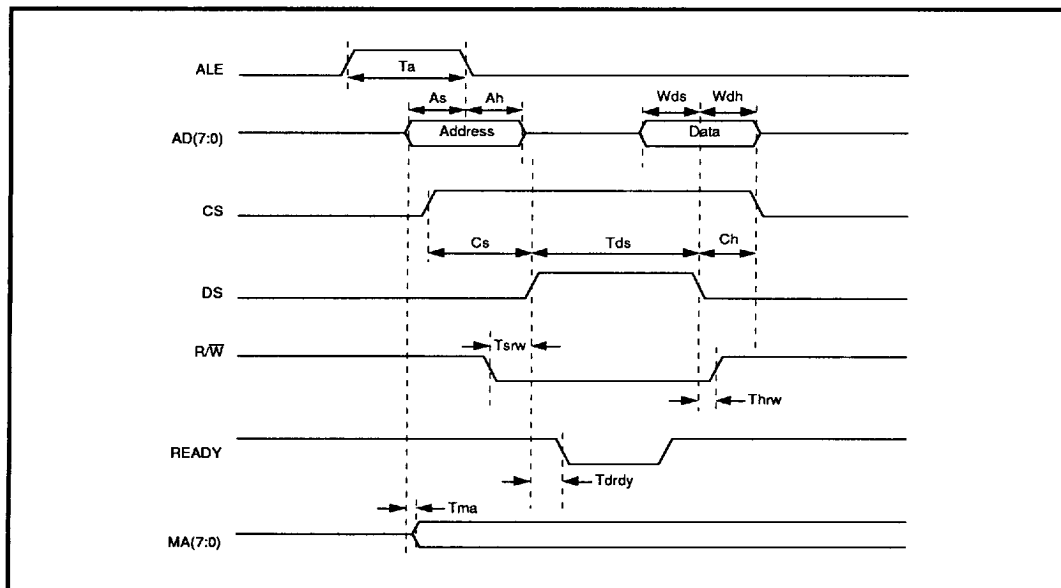 ALE
Ta
As Ah
Wds Wdh
AD(7:0)
Address
Data
CS
Cs Tds Ch
DS
R/W̅
Tsrw
Thrw
READY
Tdrdy
Tma
MA(7:0)